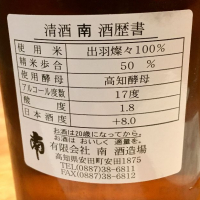 清酒 南 酒歴書
使用米 出羽燦々100%
精米歩合 50 %
使用酵母 高知酵母
アルコール度数 17度
酸度 1.8
日本酒度 +8.0
お酒は20歳になってから。
お酒は おいしく 適量を。
南
有限会社 南 酒造場
高知県安田町安田1875
TEL(0887)38-6811
FAX(0887)38-6812